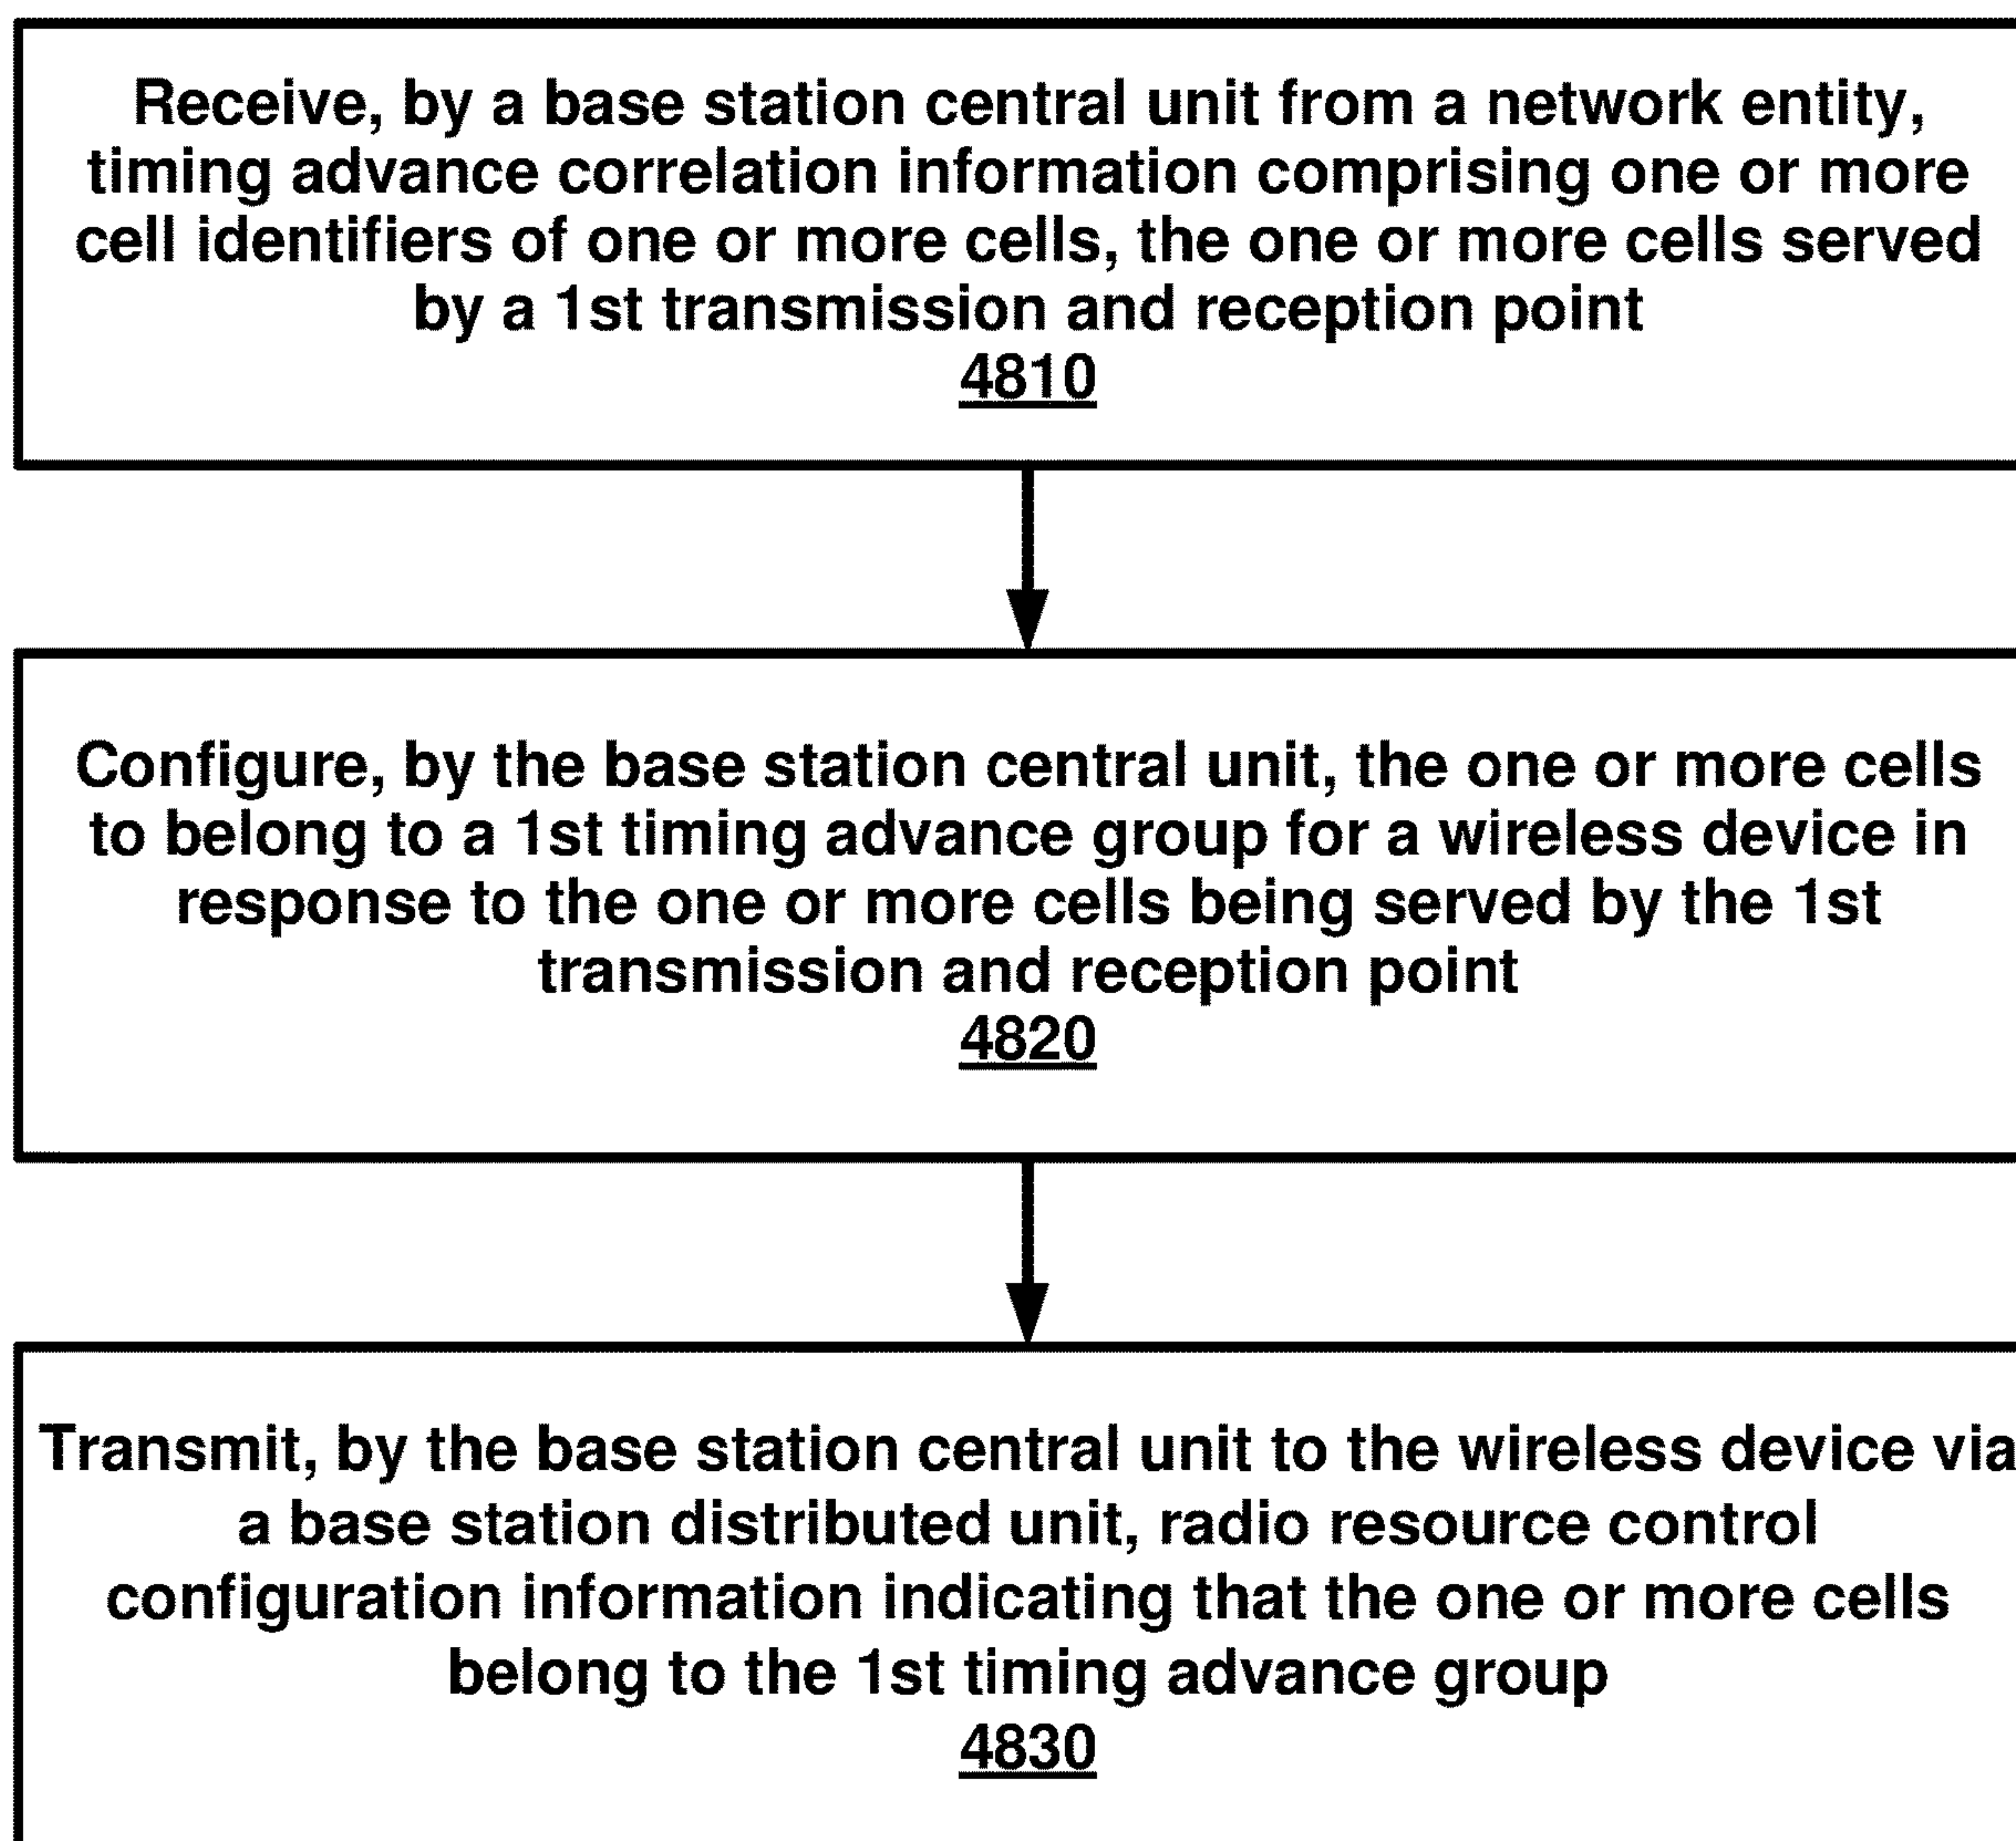 Receive, by a base station central unit from a network entity,
timing advance correlation information comprising one or more
cell identifiers of one or more cells, the one or more cells served
by a 1st transmission and reception point
4810
Configure, by the base station central unit, the one or more cells
to belong to a 1st timing advance group for a wireless device in
response to the one or more cells being served by the 1st
transmission and reception point
4820
Transmit, by the base station central unit to the wireless device via
a base station distributed unit, radio resource control
configuration information indicating that the one or more cells
belong to the 1st timing advance group
4830